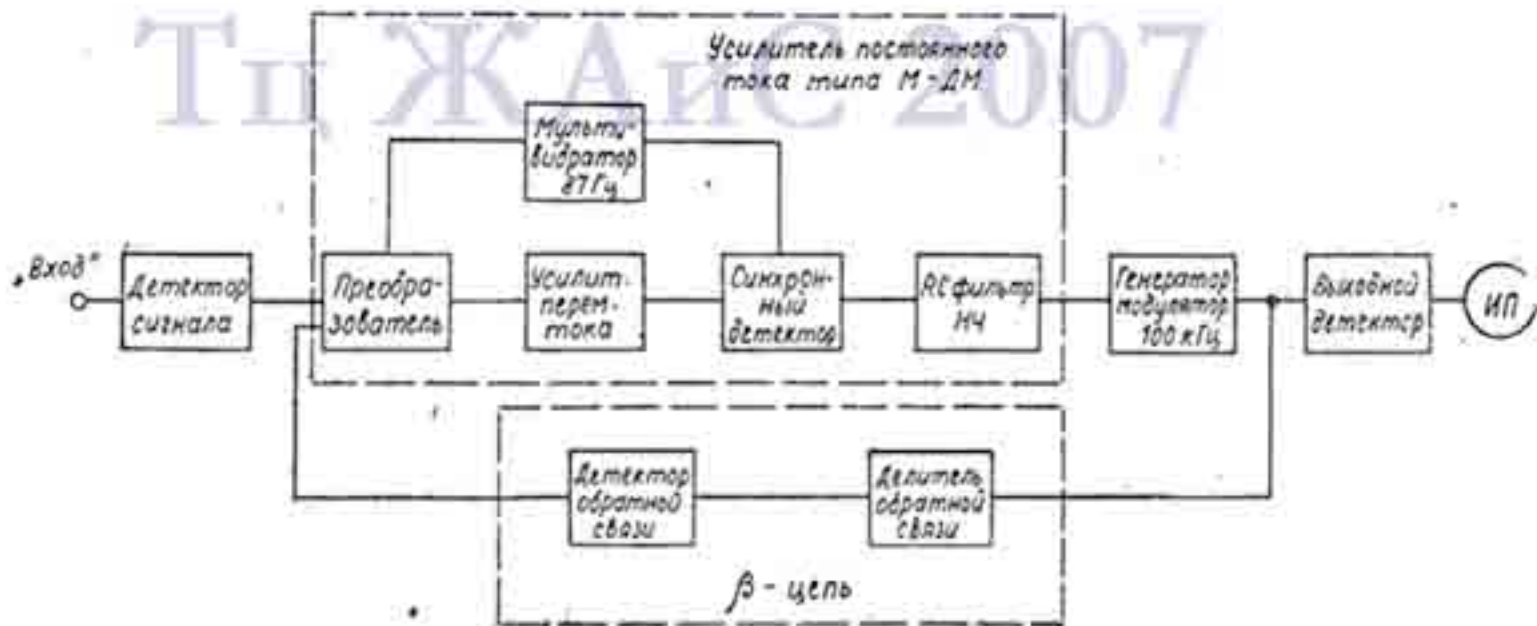 Тц ЖАиС 2007
Усилитель постоянного
тока типа М-ДМ
Мульти-
вибратор
87 Гц
„Вход"
Детектор
сигнала
Преобра-
зователь
Усилит.
перем-
тока
Синхрон-
ный
детектор
RC фильтр
НЧ
Генератор
модулятор
100 кГц
Выходной
детектор
ИП
Детектор
обратной
связи
Делитель
обратной
связи
β - цепь